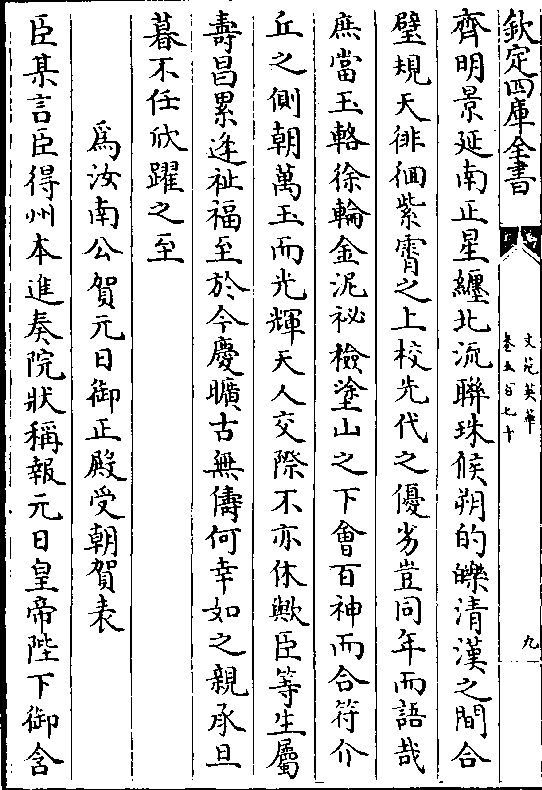 欽定四庫全書
文苑英華
卷五百七十
九
齊明景延南正星纒北流聯珠候朔的皪清漢之間合
璧規天徘徊紫霄之上校先代之優劣豈同年而語哉
庶當玉輅徐輪金泥祕檢塗山之下會百神而合符介
丘之側朝萬玉而光輝天人交際不亦休歟臣等生屬
壽昌累逢祉福至於今慶曠古無儔何幸如之親承旦
暮不任欣躍之至
爲汝南公賀元日御正殿受朝賀表
臣某言臣得州本進奏院狀稱報元日皇帝陛下御含